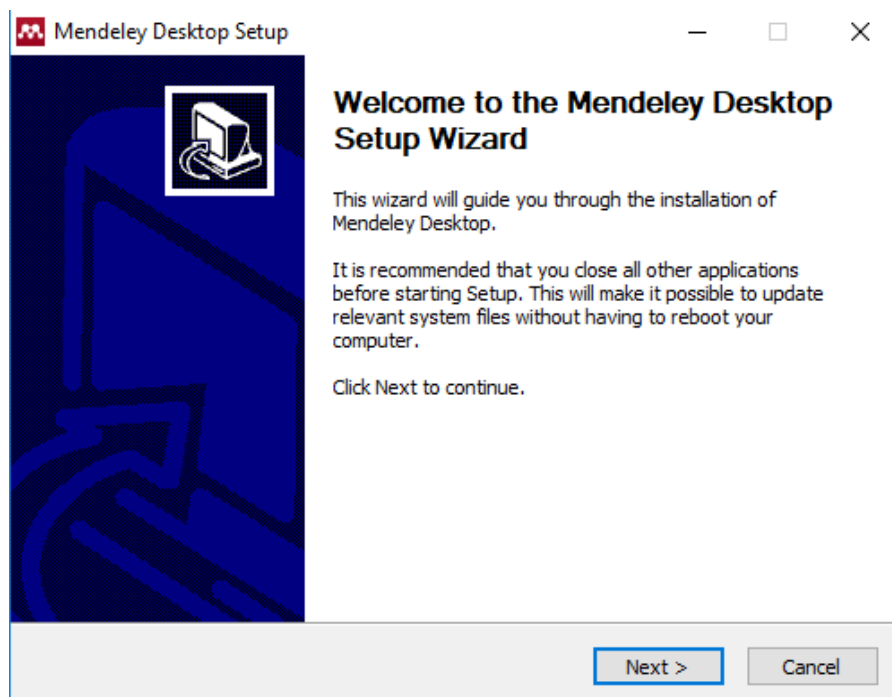 Mendeley Desktop Setup
Welcome to the Mendeley Desktop
Setup Wizard
This wizard will guide you through the installation of
Mendeley Desktop.
It is recommended that you close all other applications
before starting Setup. This will make it possible to update
relevant system files without having to reboot your
computer.
Click Next to continue.
Next >
Cancel